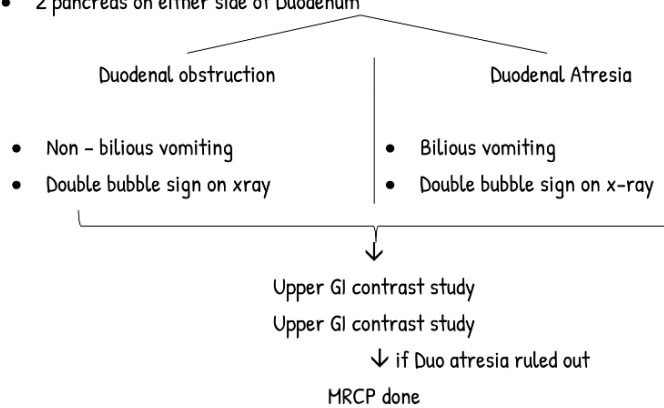 • 2 pancreas on either side of Duodenum
Duodenal obstruction
• Non - bilious vomiting
• Double bubble sign on xray
Duodenal Atresia
• Bilious vomiting
• Double bubble sign on x-ray
↓
Upper GI contrast study
Upper GI contrast study
↓ if Duo atresia ruled out
MRCP done